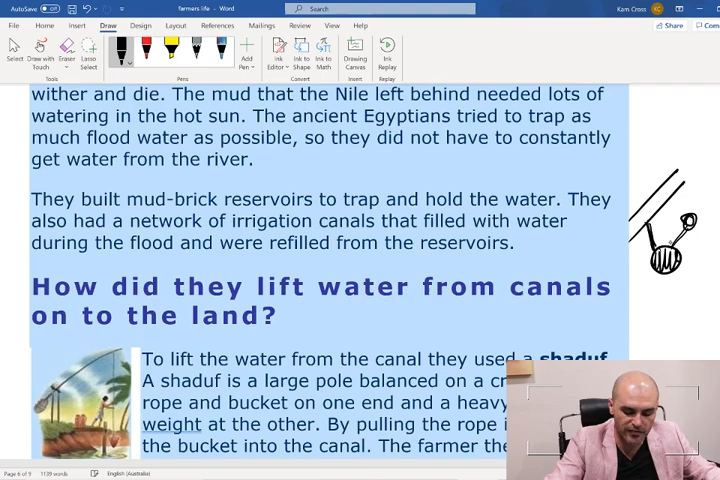 AutoSave Off farmers life - Word Search Kam Cross KC
File Home Insert Draw Design Layout References Mailings Review View Help Share Com
Select Draw with Touch Eraser Lasso Select Add Pen Ink Editor Ink to Shape Ink to Math Drawing Canvas Ink Replay
Tools Pens Convert Insert Replay
wither and die. The mud that the Nile left behind needed lots of
watering in the hot sun. The ancient Egyptians tried to trap as
much flood water as possible, so they did not have to constantly
get water from the river.
They built mud-brick reservoirs to trap and hold the water. They
also had a network of irrigation canals that filled with water
during the flood and were refilled from the reservoirs.
How did they lift water from canals
on to the land?
To lift the water from the canal they used a shaduf.
A shaduf is a large pole balanced on a
rope and bucket on one end and a heavy
weight at the other. By pulling the rope
the bucket into the canal. The farmer
Page 6 of 9 1139 words English (Australia)